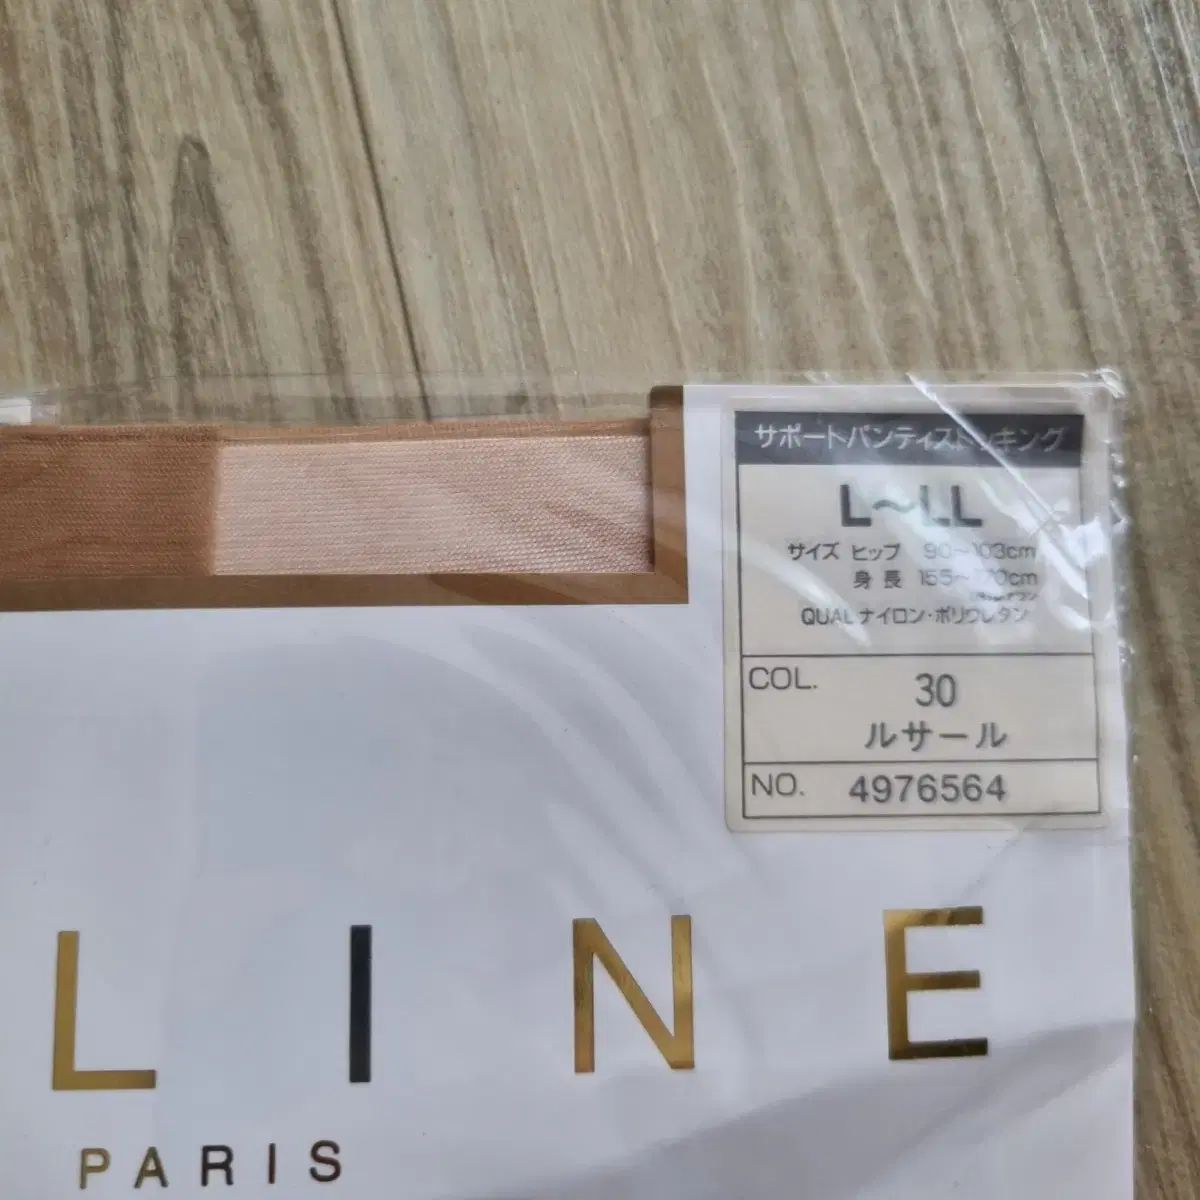 サポートパンティストッキング
L〜LL
サイズ ヒップ 90〜103cm
身長 155〜170cm
QUAL ナイロン・ポリウレタン
COL. 30
ルサール
NO. 4976564
LINE
PARIS